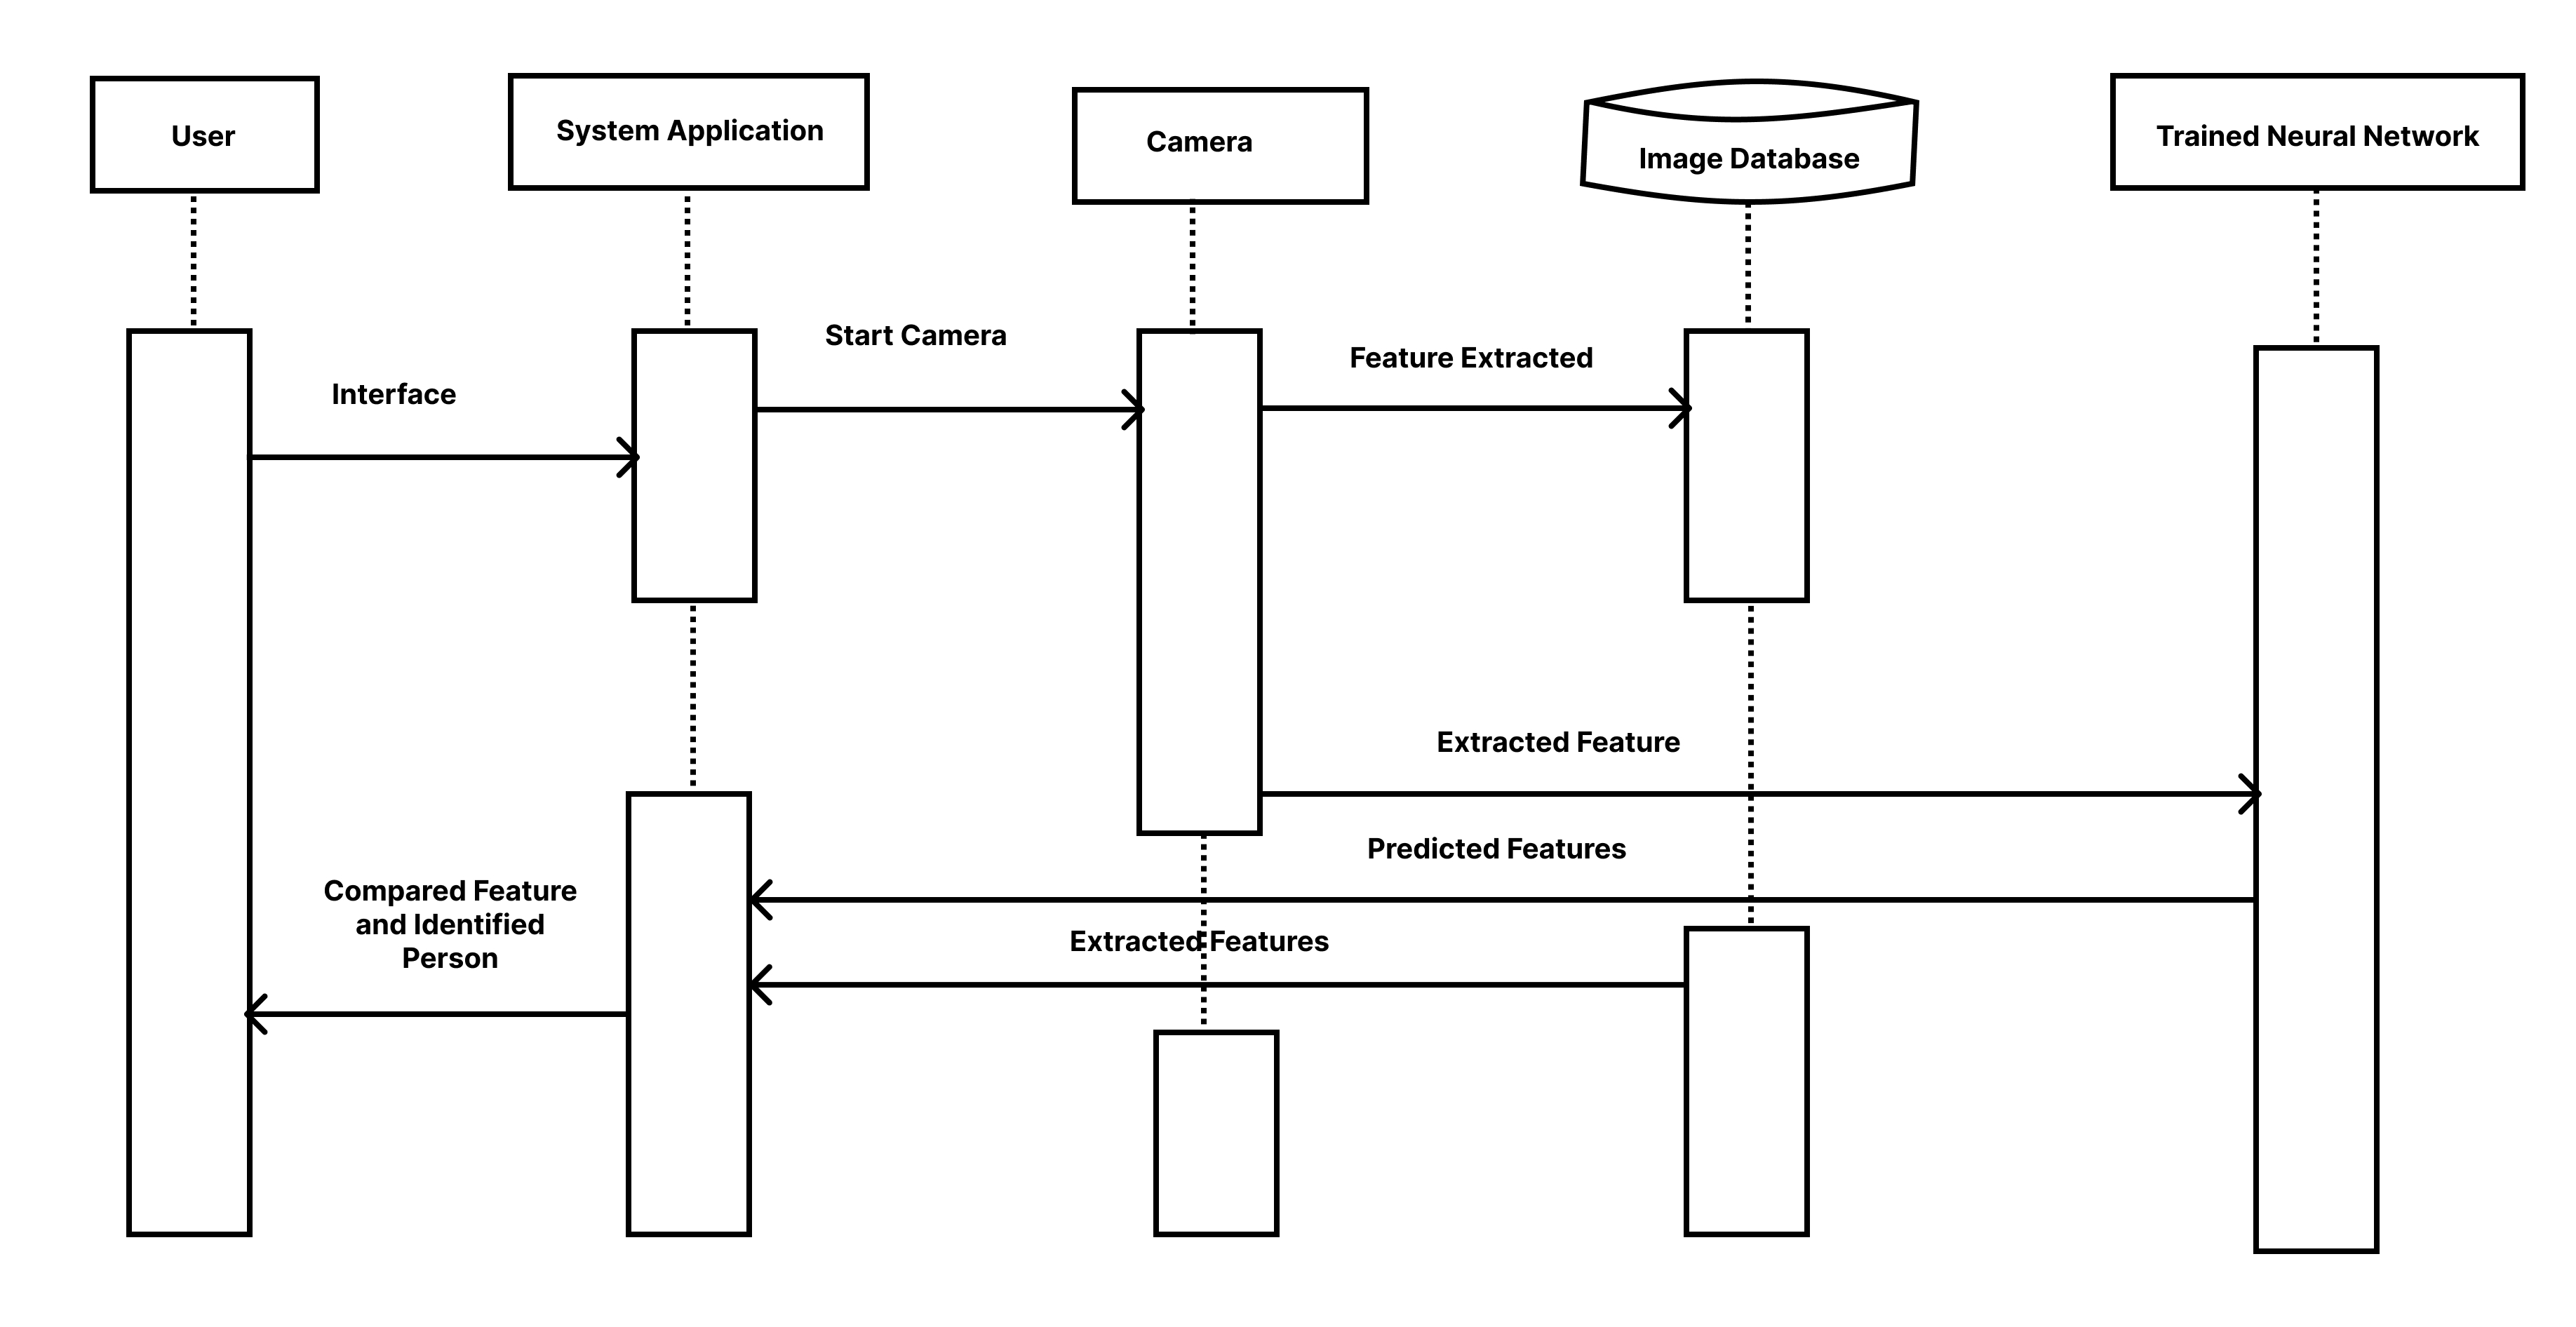 User
System Application
Camera
Image Database
Trained Neural Network
Start Camera
Feature Extracted
Interface
Extracted Feature
Predicted Features
Compared Feature
and Identified
Person
Extracted Features